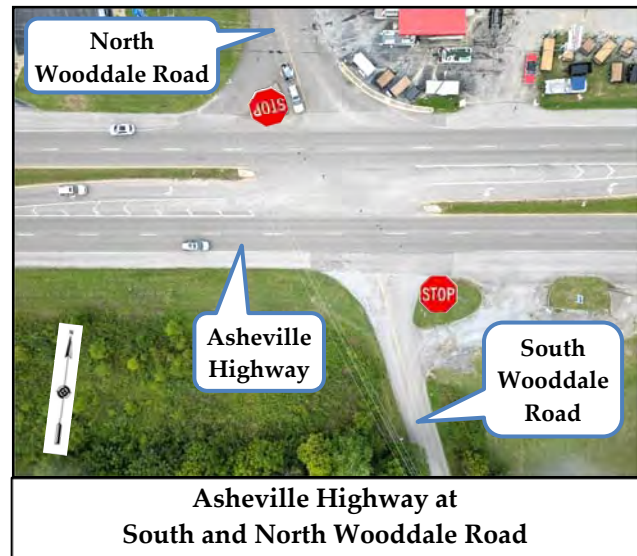 North
Wooddale Road
STOP
STOP
Asheville
Highway
South
Wooddale
Road
Asheville Highway at
South and North Wooddale Road